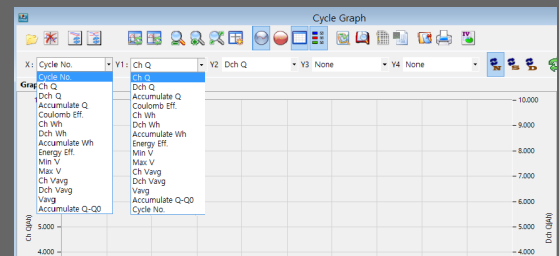 Cycle Graph
X : Cycle No. Y1 : Ch Q Y2 Dch Q Y3 None Y4 None
N S D
Cycle No.
Ch Q
Dch Q
Accumulate Q
Coulomb Eff.
Ch Wh
Dch Wh
Accumulate Wh
Energy Eff.
Min V
Max V
Ch Vavg
Dch Vavg
Vavg
Accumulate Q-Q0
Ch Q
Dch Q
Accumulate Q
Coulomb Eff.
Ch Wh
Dch Wh
Accumulate Wh
Energy Eff.
Min V
Max V
Ch Vavg
Dch Vavg
Vavg
Accumulate Q-Q0
Cycle No.
10.000
9.000
8.000
7.000
6.000
5.000
4.000
5.000
4.000
Ch Q(Ah)
Dch Q(Ah)